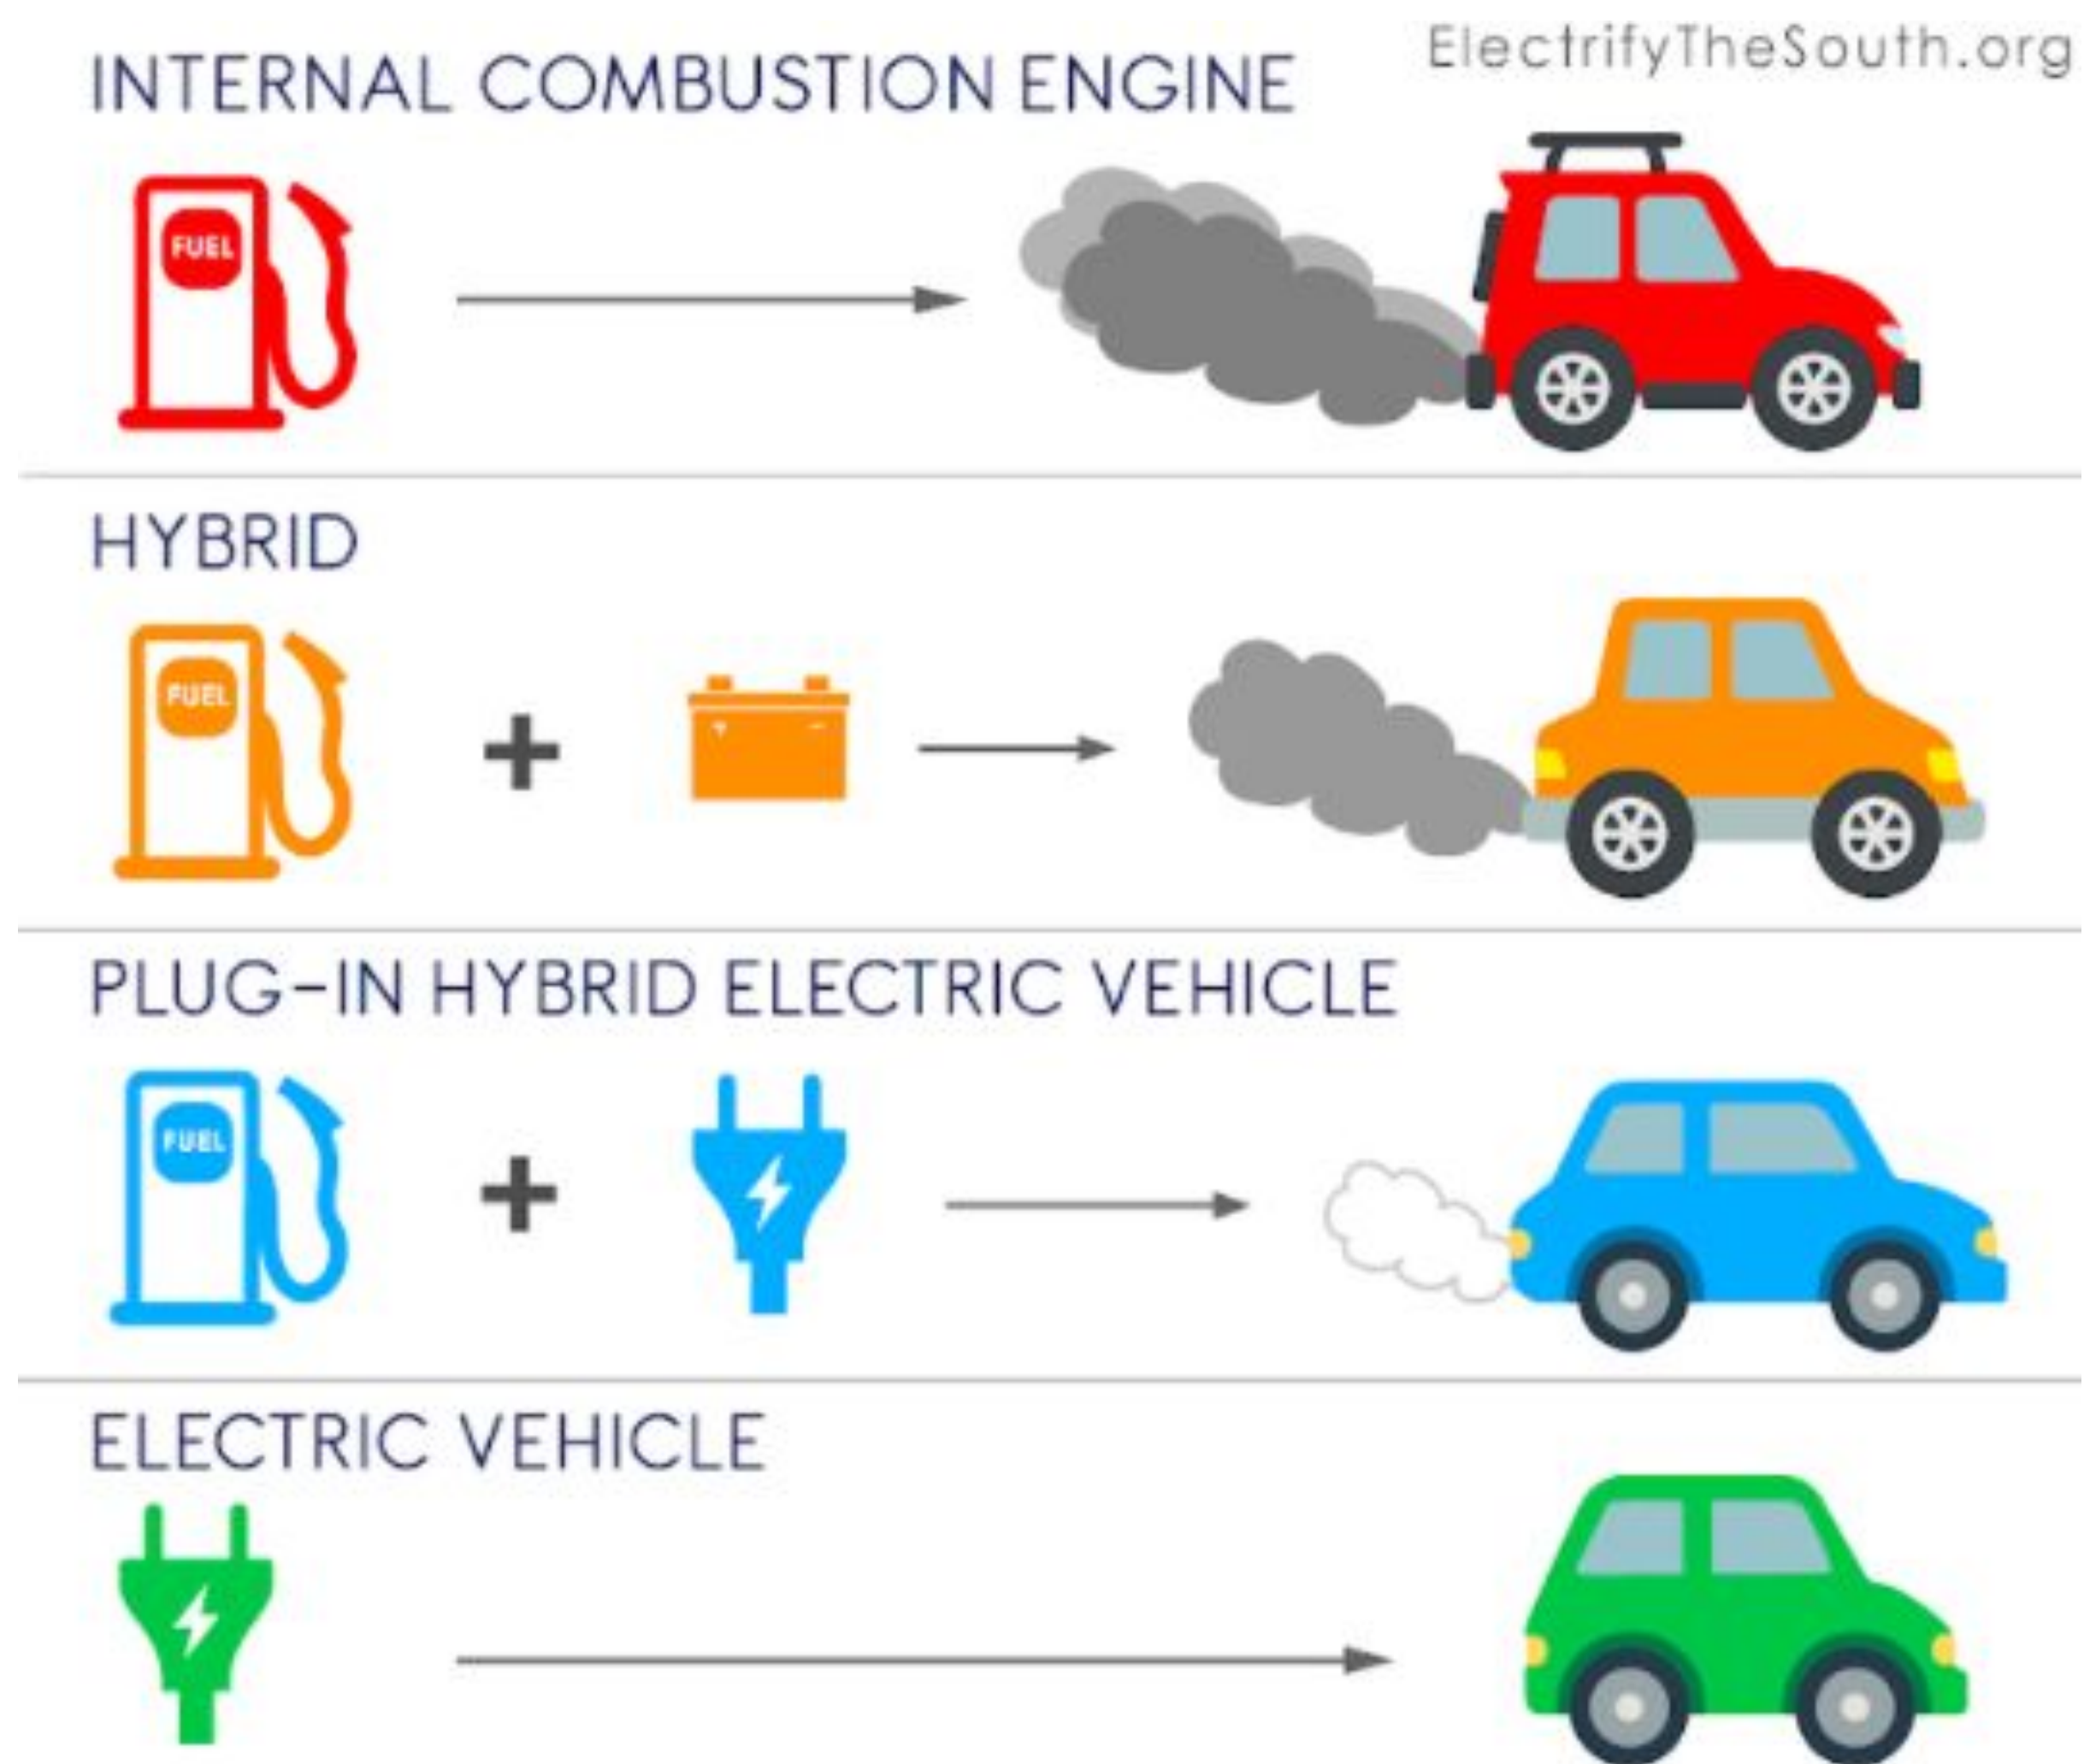 ElectrifyTheSouth.org
INTERNAL COMBUSTION ENGINE
FUEL
HYBRID
FUEL
PLUG-IN HYBRID ELECTRIC VEHICLE
FUEL
ELECTRIC VEHICLE